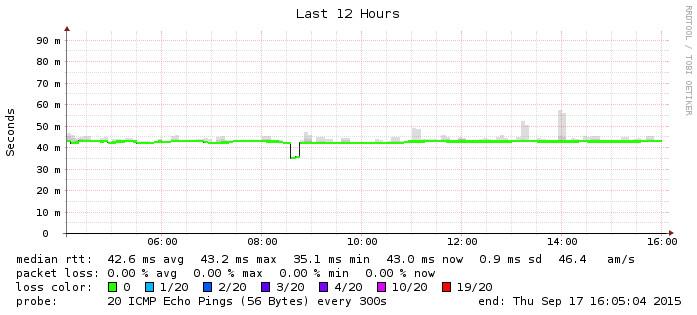 Last 12 Hours
RRDTOOL / TOBI OETIKER
Seconds
90 m
80 m
70 m
60 m
50 m
40 m
30 m
20 m
10 m
0
06:00 08:00 10:00 12:00 14:00 16:00
median rtt: 42.6 ms avg 43.2 ms max 35.1 ms min 43.0 ms now 0.9 ms sd 46.4 am/s
packet loss: 0.00 % avg 0.00 % max 0.00 % min 0.00 % now
loss color: 0 1/20 2/20 3/20 4/20 10/20 19/20
probe: 20 ICMP Echo Pings (56 Bytes) every 300s end: Thu Sep 17 16:05:04 2015